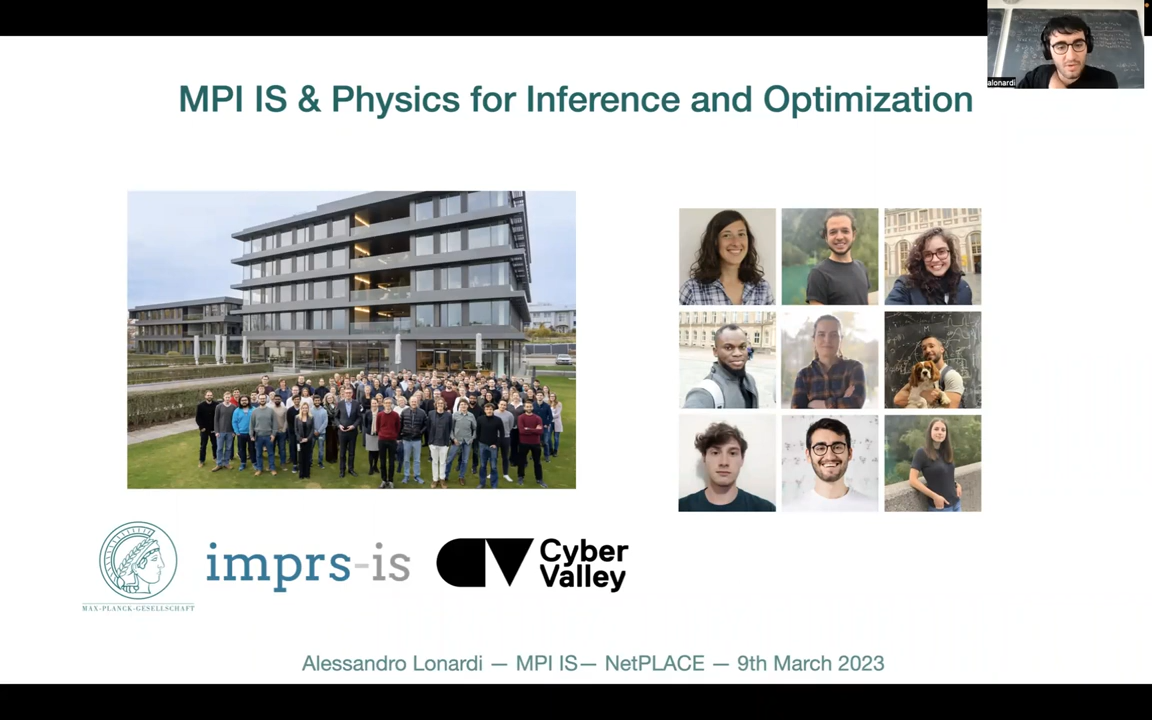 MPI IS & Physics for Inference and Optimization
alonardi
imprs-is
Cyber
Valley
MAX-PLANCK-GESELLSCHAFT
Alessandro Lonardi — MPI IS— NetPLACE — 9th March 2023